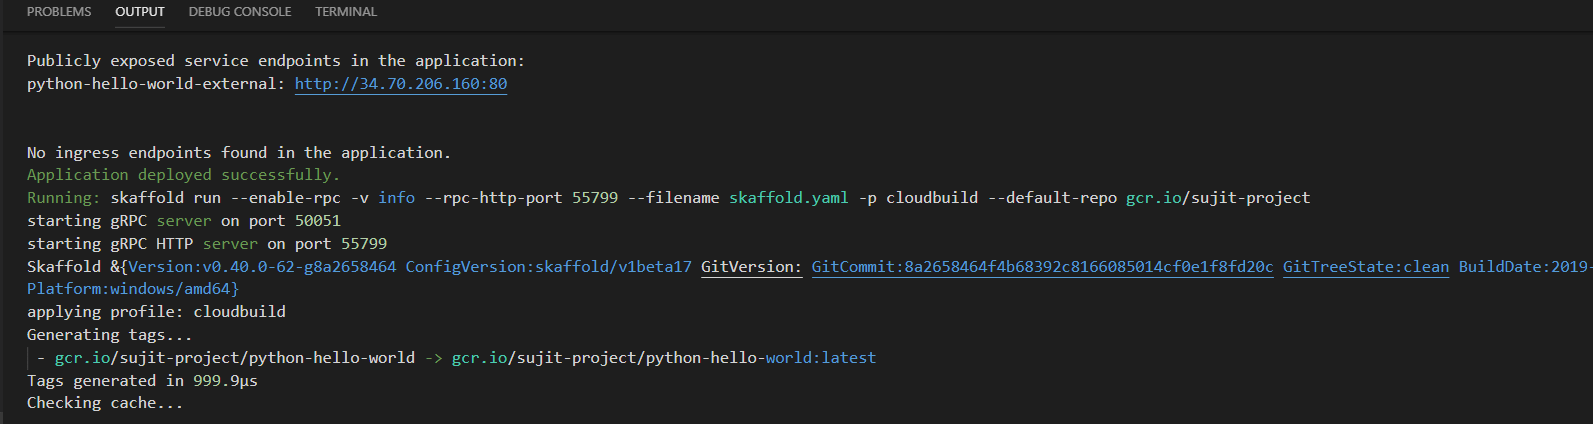 PROBLEMS OUTPUT DEBUG CONSOLE TERMINAL
Publicly exposed service endpoints in the application:
python-hello-world-external: http://34.70.206.160:80
No ingress endpoints found in the application.
Application deployed successfully.
Running: skaffold run --enable-rpc -v info --rpc-http-port 55799 --filename skaffold.yaml -p cloudbuild --default-repo gcr.io/sujit-project
starting gRPC server on port 50051
starting gRPC HTTP server on port 55799
Skaffold &{Version:v0.40.0-62-g8a2658464 ConfigVersion:skaffold/v1beta17 GitVersion: GitCommit:8a2658464f4b68392c8166085014cf0e1f8fd20c GitTreeState:clean BuildDate:2019-
Platform:windows/amd64}
applying profile: cloudbuild
Generating tags...
- gcr.io/sujit-project/python-hello-world -> gcr.io/sujit-project/python-hello-world:latest
Tags generated in 999.9µs
Checking cache...